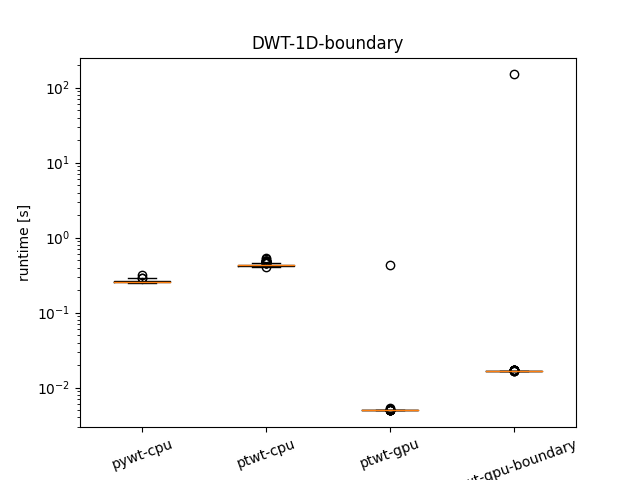 DWT-1D-boundary
runtime [s]
10²
10¹
10⁰
10⁻¹
10⁻²
pywt-cpu
ptwt-cpu
ptwt-gpu
wt-gpu-boundary